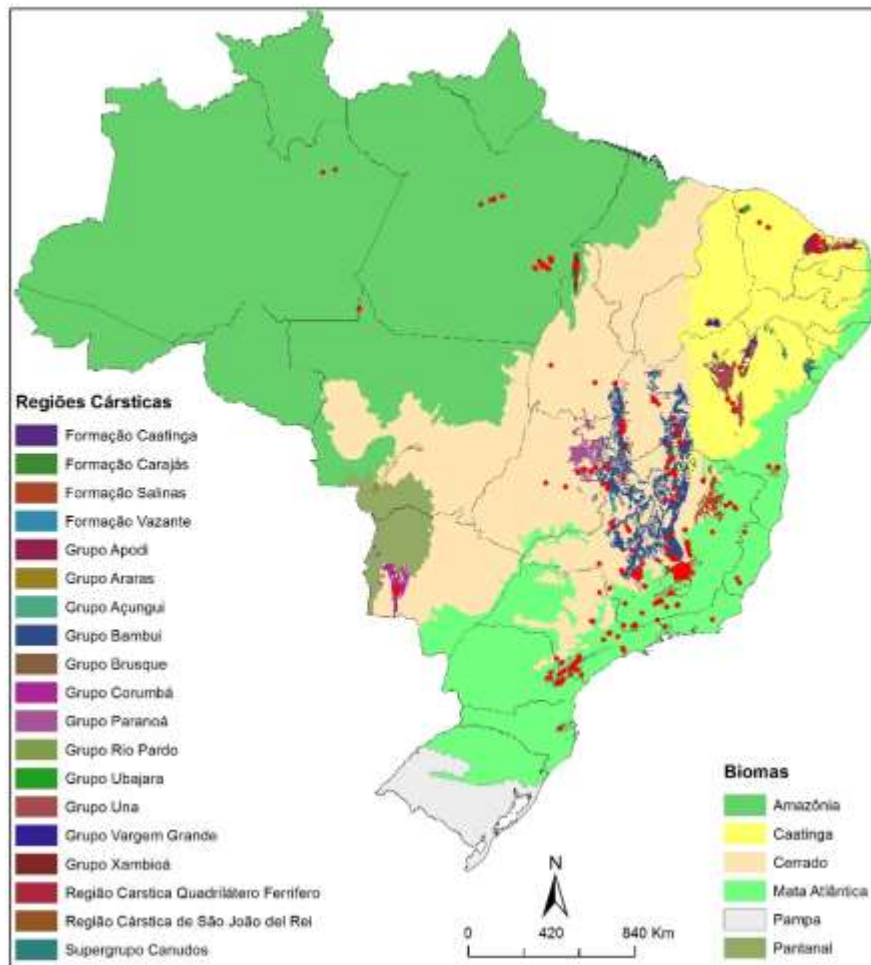 Regiões Cársticas
Formação Caatinga
Formação Carajás
Formação Salinas
Formação Vazante
Grupo Apodi
Grupo Araras
Grupo Açungui
Grupo Bambuí
Grupo Brusque
Grupo Corumbá
Grupo Paranoá
Grupo Rio Pardo
Grupo Ubajara
Grupo Una
Grupo Vargem Grande
Grupo Xambioá
Região Carstica Quadrilátero Ferrifero
Região Cárstica de São João del Rei
Supergrupo Canudos
Biomas
Amazônia
Caatinga
Cerrado
Mata Atlântica
Pampa
Pantanal
N
0 420 840 Km